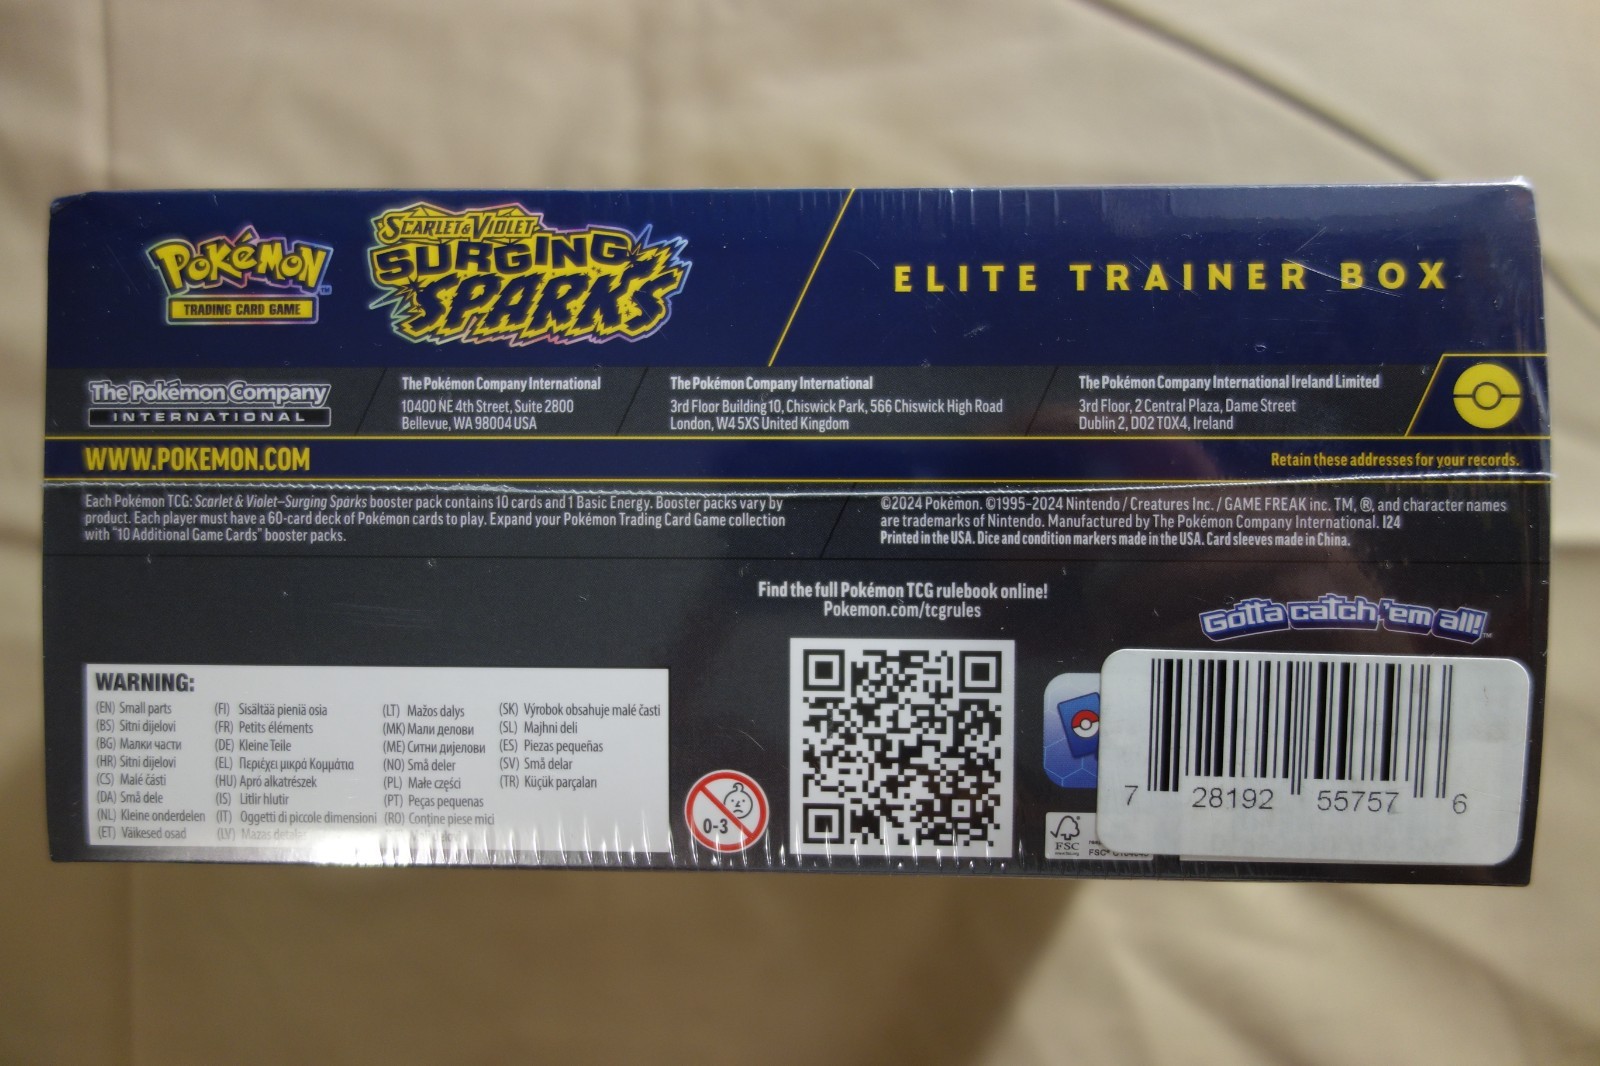 POKéMON
TM
TRADING CARD GAME
SCARLET & VIOLET
SURGING
SPARKS
ELITE TRAINER BOX
The Pokémon Company
INTERNATIONAL
The Pokémon Company International
10400 NE 4th Street, Suite 2800
Bellevue, WA 98004 USA
The Pokémon Company International
3rd Floor Building 10, Chiswick Park, 566 Chiswick High Road
London, W4 5XS United Kingdom
The Pokémon Company International Ireland Limited
3rd Floor, 2 Central Plaza, Dame Street
Dublin 2, D02 T0X4, Ireland
WWW.POKEMON.COM
Retain these addresses for your records.
Each Pokémon TCG: Scarlet & Violet—Surging Sparks booster pack contains 10 cards and 1 Basic Energy. Booster packs vary by
product. Each player must have a 60-card deck of Pokémon cards to play. Expand your Pokémon Trading Card Game collection
with "10 Additional Game Cards" booster packs.
©2024 Pokémon. ©1995–2024 Nintendo / Creatures Inc. / GAME FREAK inc. TM, ®, and character names
are trademarks of Nintendo. Manufactured by The Pokémon Company International. I24
Printed in the USA. Dice and condition markers made in the USA. Card sleeves made in China.
Find the full Pokémon TCG rulebook online!
Pokemon.com/tcgrules
Gotta catch 'em all!
TM
WARNING:
(EN) Small parts
(BS) Sitni dijelovi
(BG) Малки части
(HR) Sitni dijelovi
(CS) Malé části
(DA) Små dele
(NL) Kleine onderdelen
(ET) Väikesed osad
(FI) Sisältää pieniä osia
(FR) Petits éléments
(DE) Kleine Teile
(EL) Περιέχει μικρά Κομμάτια
(HU) Apró alkatrészek
(IS) Litlir hlutir
(IT) Oggetti di piccole dimensioni
(LV) Mazas detaļas
(LT) Mažos dalys
(MK) Мали делови
(ME) Ситни дијелови
(NO) Små deler
(PL) Małe części
(PT) Peças pequenas
(RO) Conține piese mici
(SK) Výrobok obsahuje malé časti
(SL) Majhni deli
(ES) Piezas pequeñas
(SV) Små delar
(TR) Küçük parçaları
0-3
FSC
FSC®
7 28192 55757 6